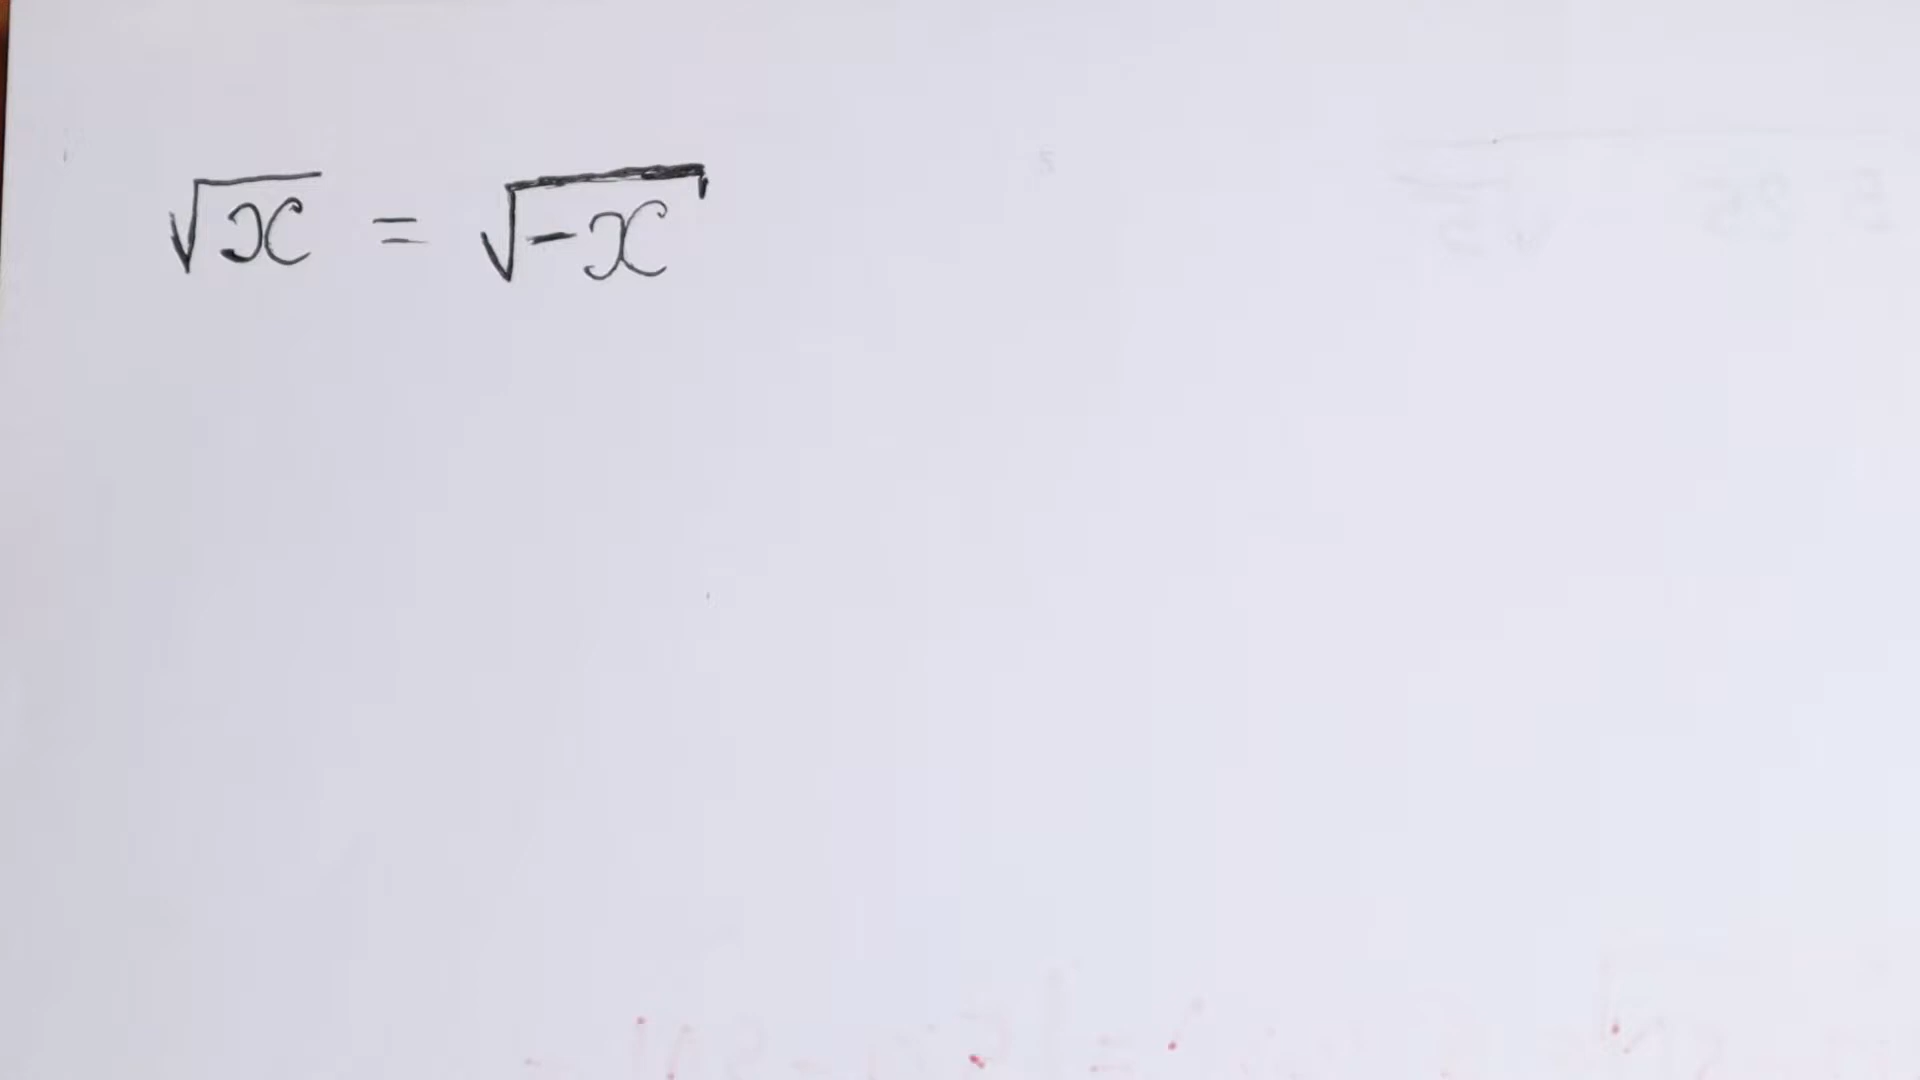 √x = √-x